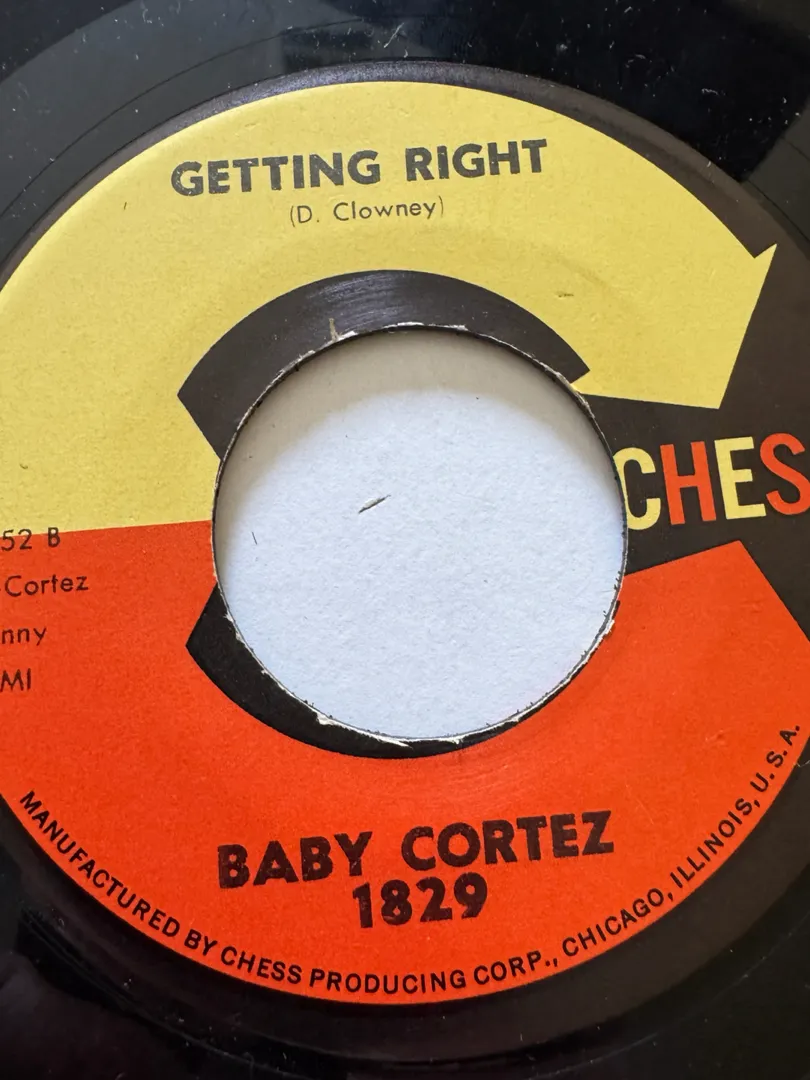 GETTING RIGHT
(D. Clowney)
CHES
52 B
-Cortez
nny
MI
BABY CORTEZ
1829
MANUFACTURED BY CHESS PRODUCING CORP., CHICAGO, ILLINOIS, U.S.A.